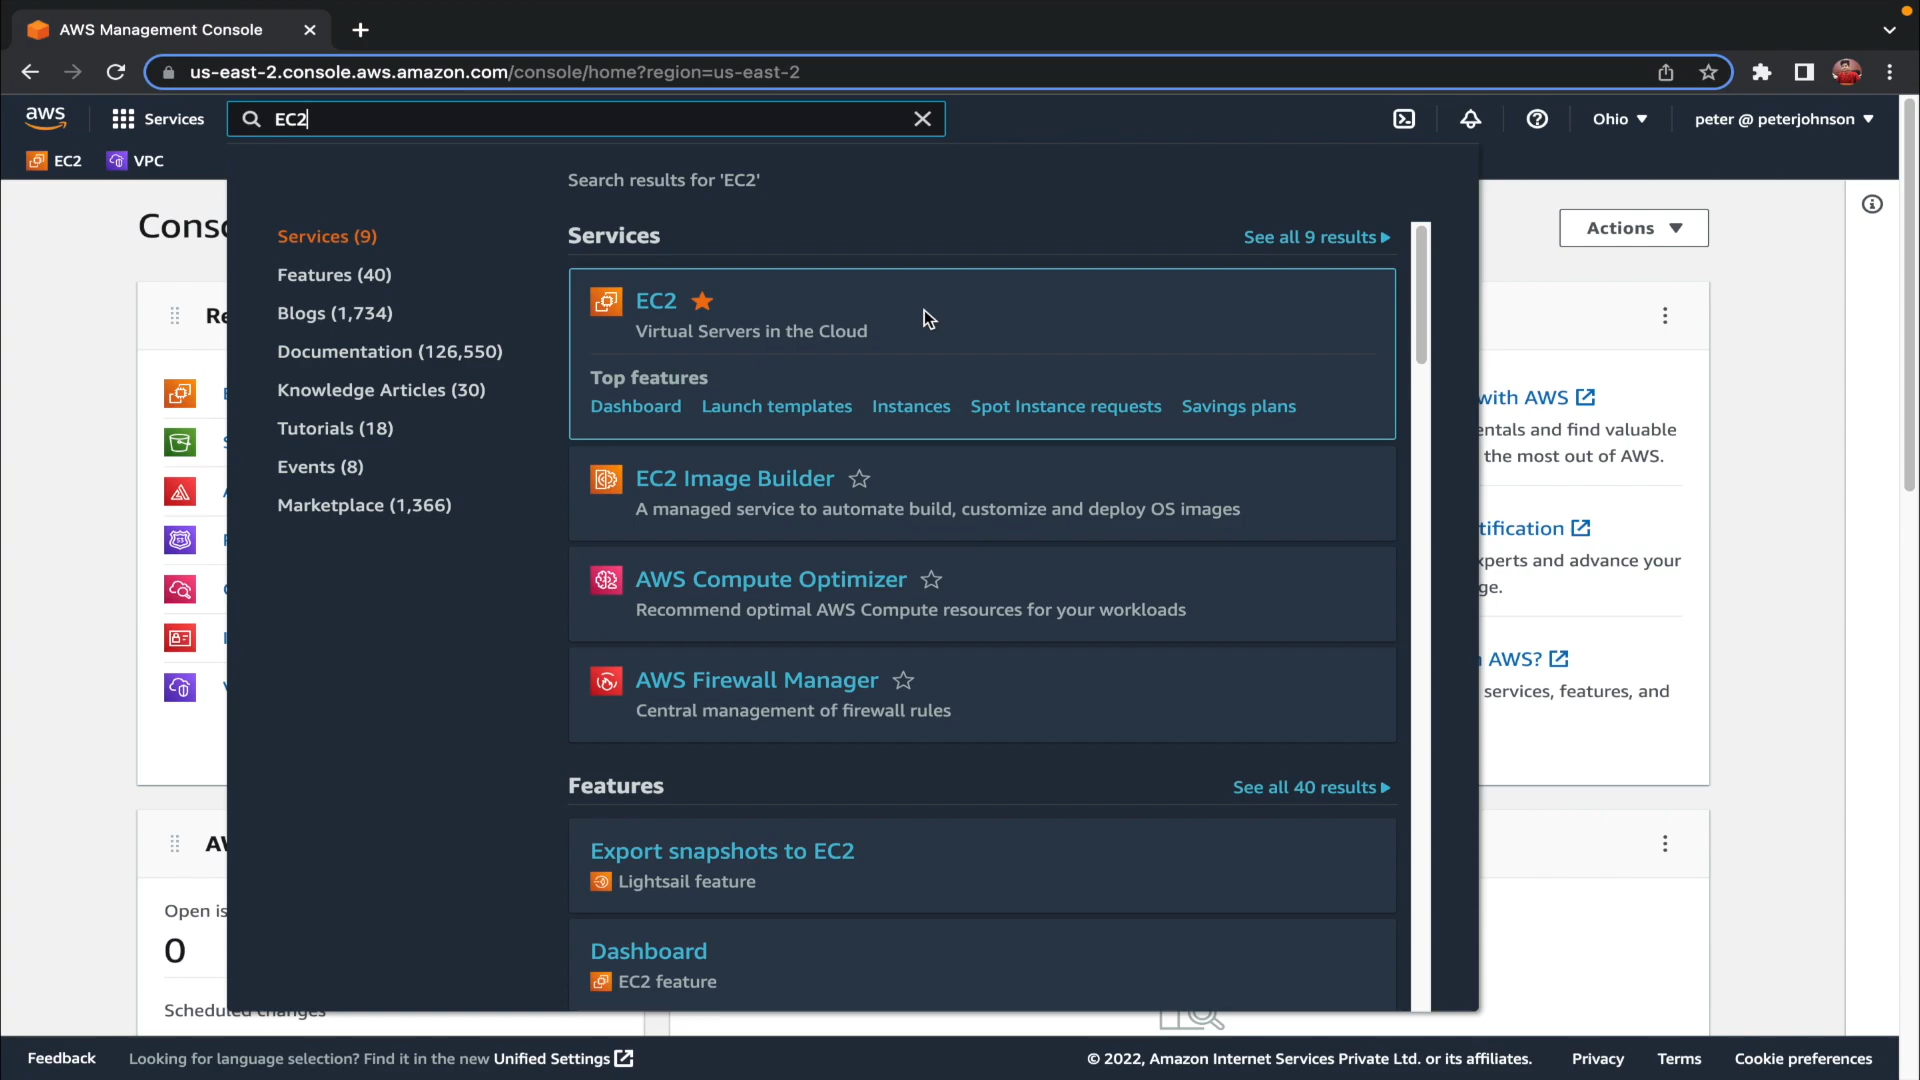 AWS Management Console
us-east-2.console.aws.amazon.com/console/home?region=us-east-2
aws
Services
EC2
Ohio
peter @ peterjohnson
EC2
VPC
Search results for 'EC2'
Services (9)
Features (40)
Blogs (1,734)
Documentation (126,550)
Knowledge Articles (30)
Tutorials (18)
Events (8)
Marketplace (1,366)
Services
See all 9 results
EC2
Virtual Servers in the Cloud
Top features
Dashboard Launch templates Instances Spot Instance requests Savings plans
EC2 Image Builder
A managed service to automate build, customize and deploy OS images
AWS Compute Optimizer
Recommend optimal AWS Compute resources for your workloads
AWS Firewall Manager
Central management of firewall rules
Features
See all 40 results
Export snapshots to EC2
Lightsail feature
Dashboard
EC2 feature
Actions
with AWS
and find valuable
the most out of AWS.
and advance your
AWS?
services, features, and
Open
0
Scheduled changes
Feedback
Looking for language selection? Find it in the new Unified Settings
© 2022, Amazon Internet Services Private Ltd. or its affiliates.
Privacy
Terms
Cookie preferences